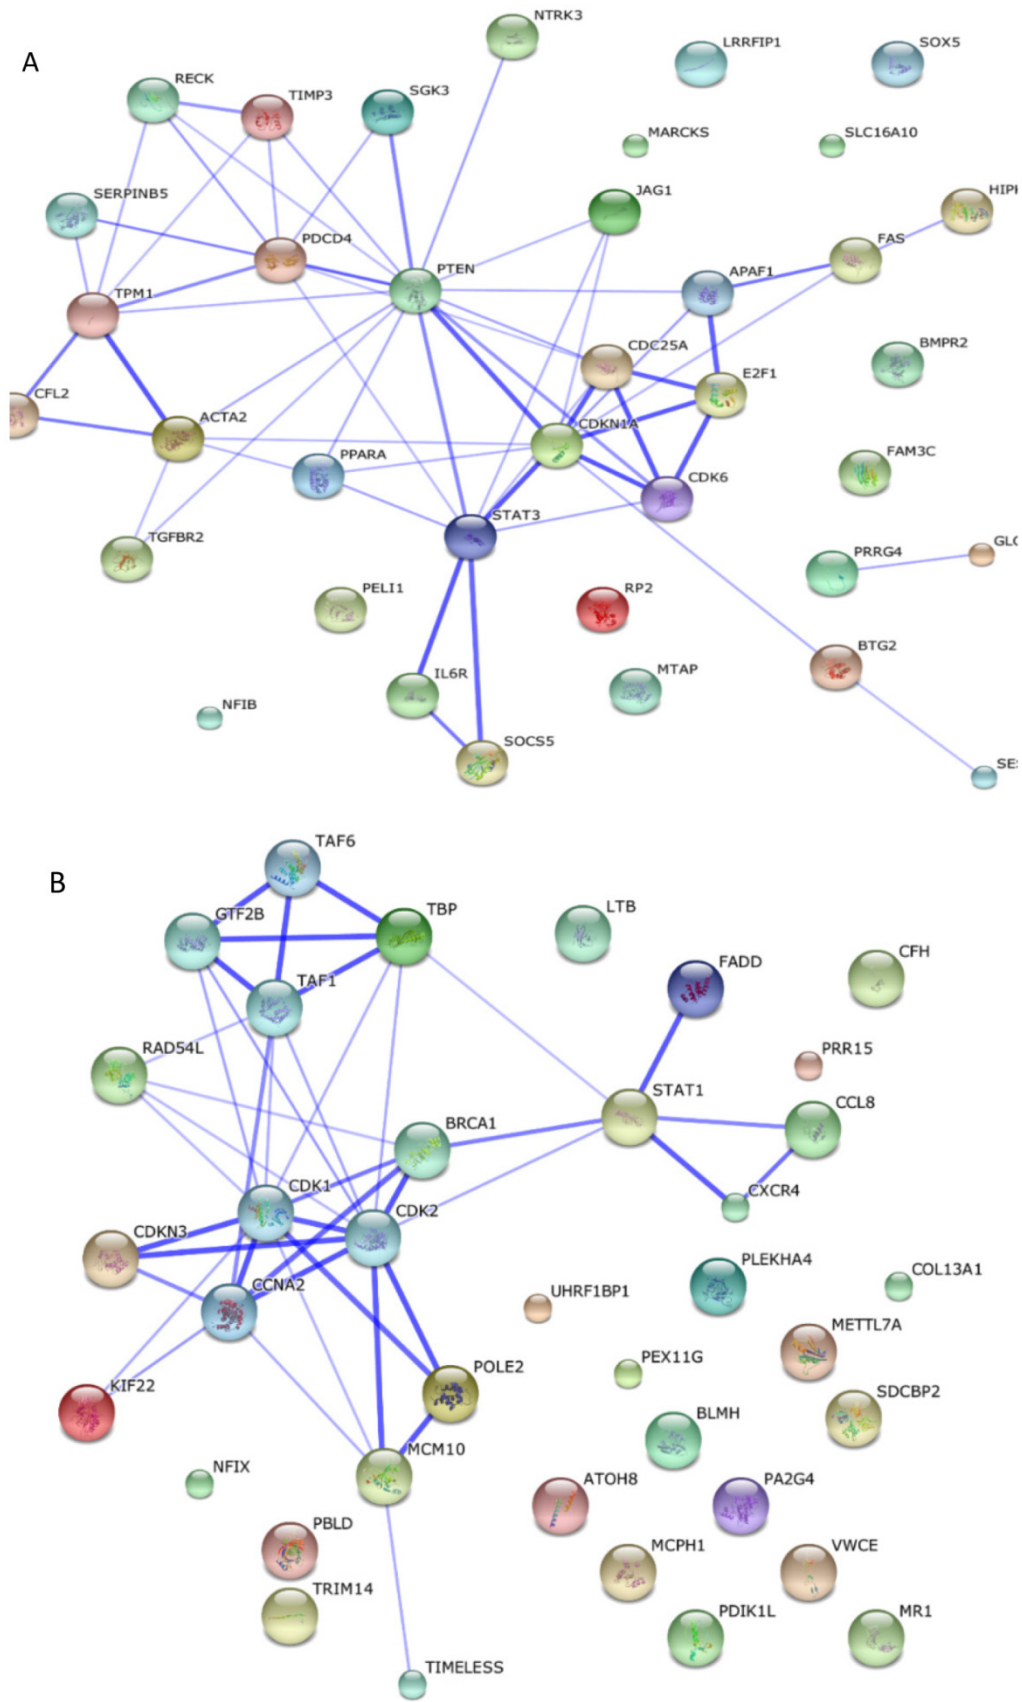 NTRK3
LRRFIP1
SOX5
A
RECK
TIMP3
SGK3
MARCKS
SLC16A10
SERPINB5
JAG1
HIPK
PDCD4
FAS
PTEN
APAF1
TPM1
CDC25A
BMPR2
E2F1
CFL2
ACTA2
CDKN1A
PPARA
FAM3C
CDK6
STAT3
TGFBR2
PRRG4
GLC
PELI1
RP2
BTG2
IL6R
MTAP
NFIB
SOCS5
SE
TAF6
B
TBP
LTB
GTF2B
FADD
CFH
TAF1
RAD54L
PRR15
STAT1
CCL8
BRCA1
CDK1
CXCR4
CDK2
CDKN3
PLEKHA4
COL13A1
CCNA2
UHRF1BP1
METTL7A
PEX11G
POLE2
KIF22
SDCBP2
BLMH
MCM10
NFIX
ATOH8
PA2G4
PBLD
MCPH1
VWCE
TRIM14
PDIK1L
MR1
TIMELESS